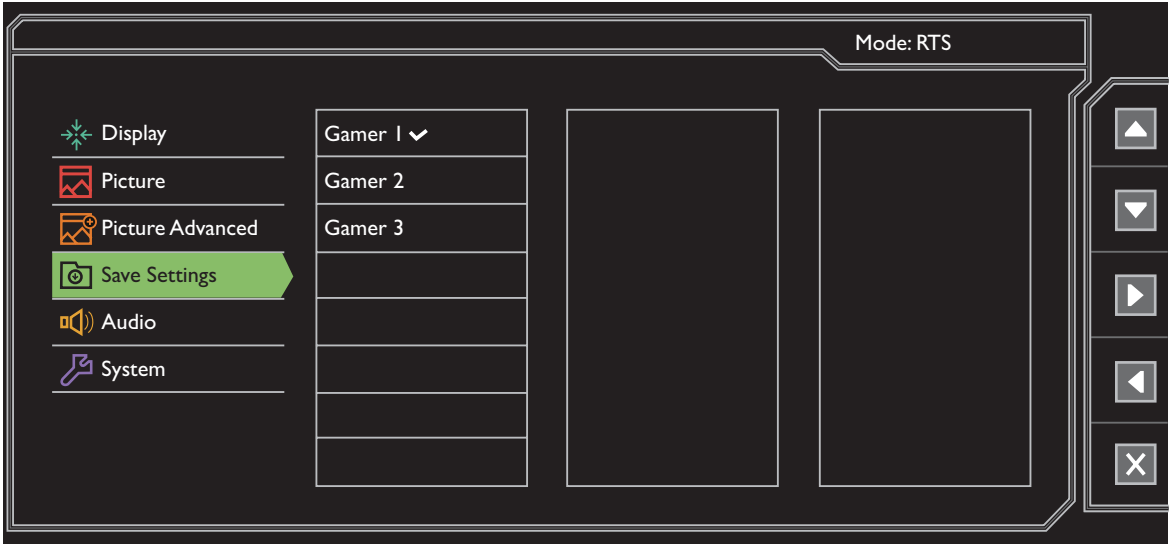 Mode: RTS
Display
Picture
Picture Advanced
Save Settings
Audio
System
Gamer 1
Gamer 2
Gamer 3